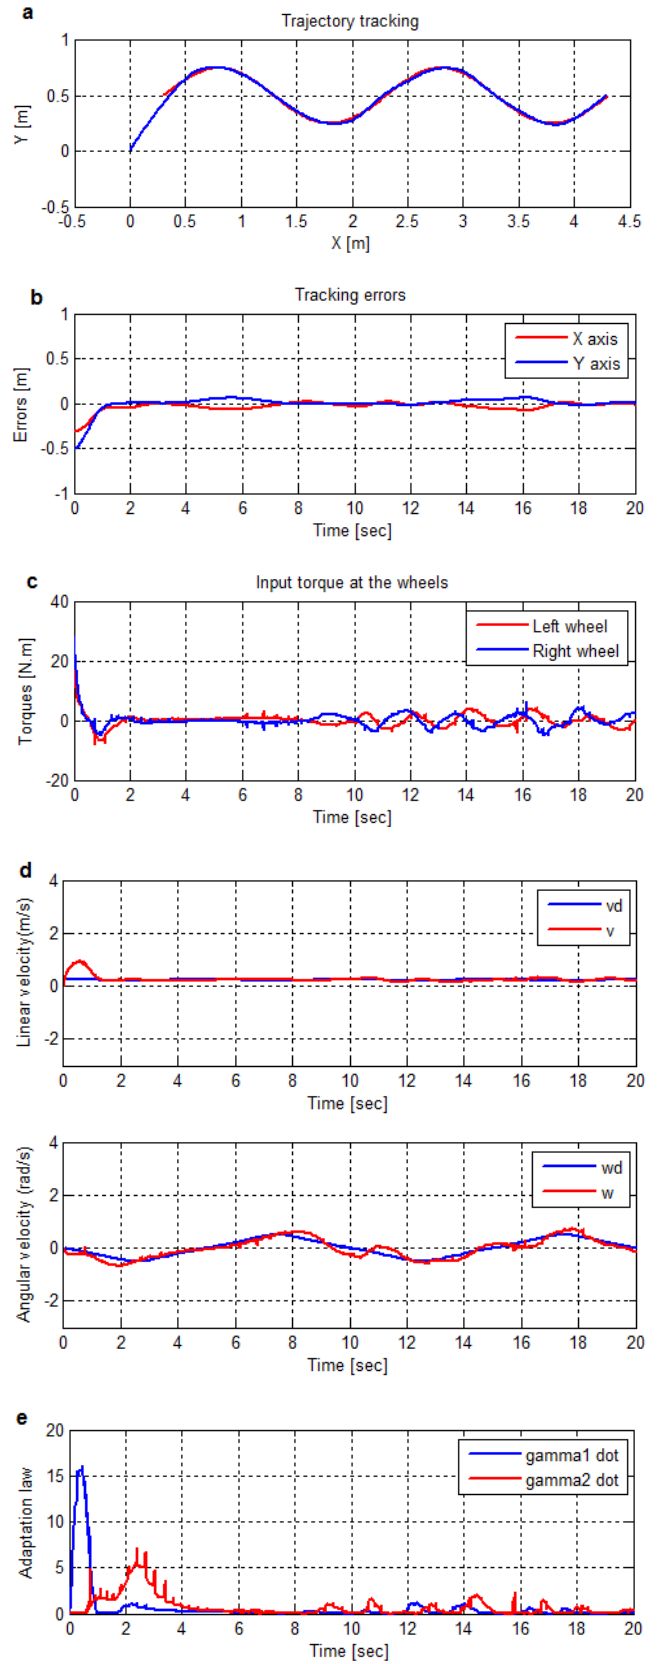 a
Trajectory tracking
1
0.5
0
-0.5
Y [m]
-0.5 0 0.5 1 1.5 2 2.5 3 3.5 4 4.5
X [m]
b
Tracking errors
1
0.5
0
-0.5
-1
Errors [m]
X axis
Y axis
0 2 4 6 8 10 12 14 16 18 20
Time [sec]
c
Input torque at the wheels
40
20
0
-20
Torques [N.m]
Left wheel
Right wheel
0 2 4 6 8 10 12 14 16 18 20
Time [sec]
d
4
2
0
-2
Linear velocity(m/s)
vd
v
0 2 4 6 8 10 12 14 16 18 20
Time [sec]
4
2
0
-2
Angular velocity (rad/s)
wd
w
0 2 4 6 8 10 12 14 16 18 20
Time [sec]
e
20
15
10
5
0
Adaptation law
gamma1 dot
gamma2 dot
0 2 4 6 8 10 12 14 16 18 20
Time [sec]